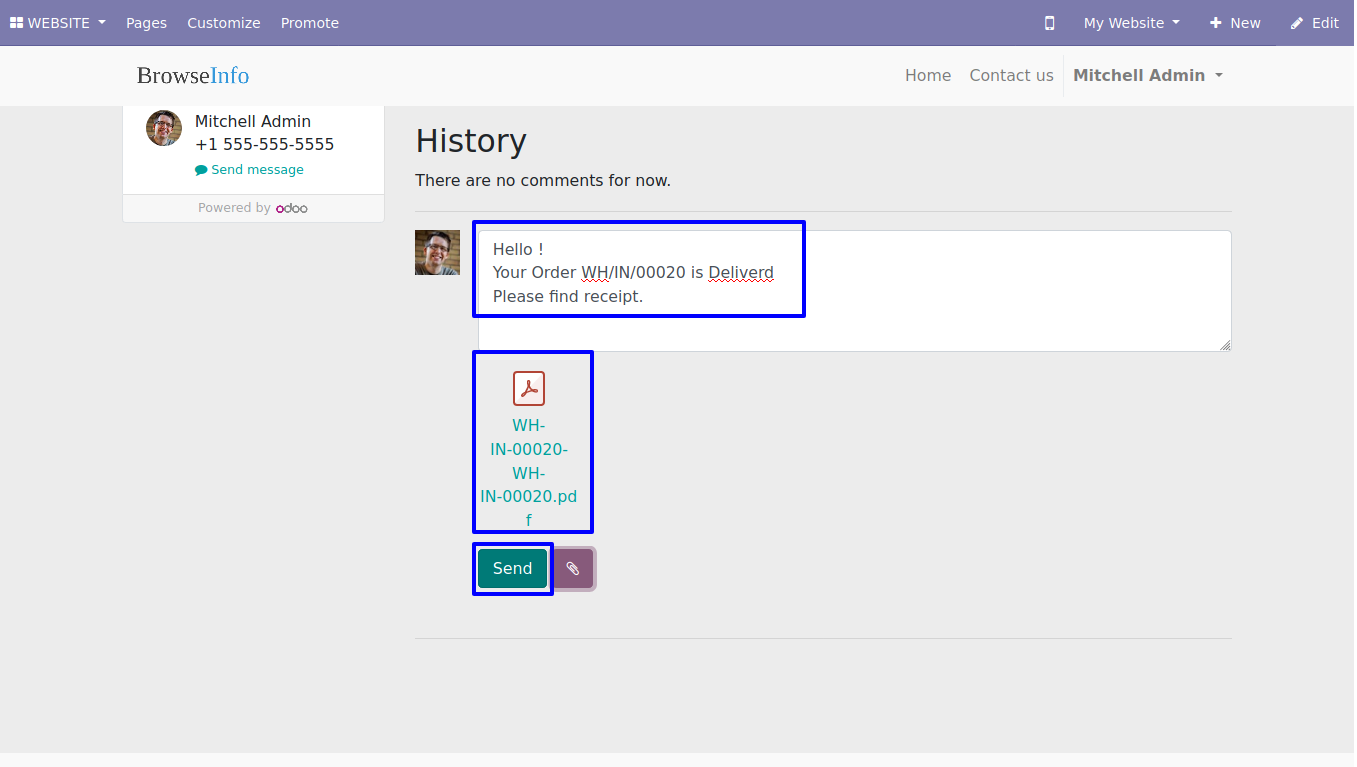 WEBSITE Pages Customize Promote My Website New Edit
BrowseInfo Home Contact us Mitchell Admin
Mitchell Admin
+1 555-555-5555
Send message
Powered by odoo
History
There are no comments for now.
Hello !
Your Order WH/IN/00020 is Deliverd
Please find receipt.
WH-
IN-00020-
WH-
IN-00020.pd
f
Send